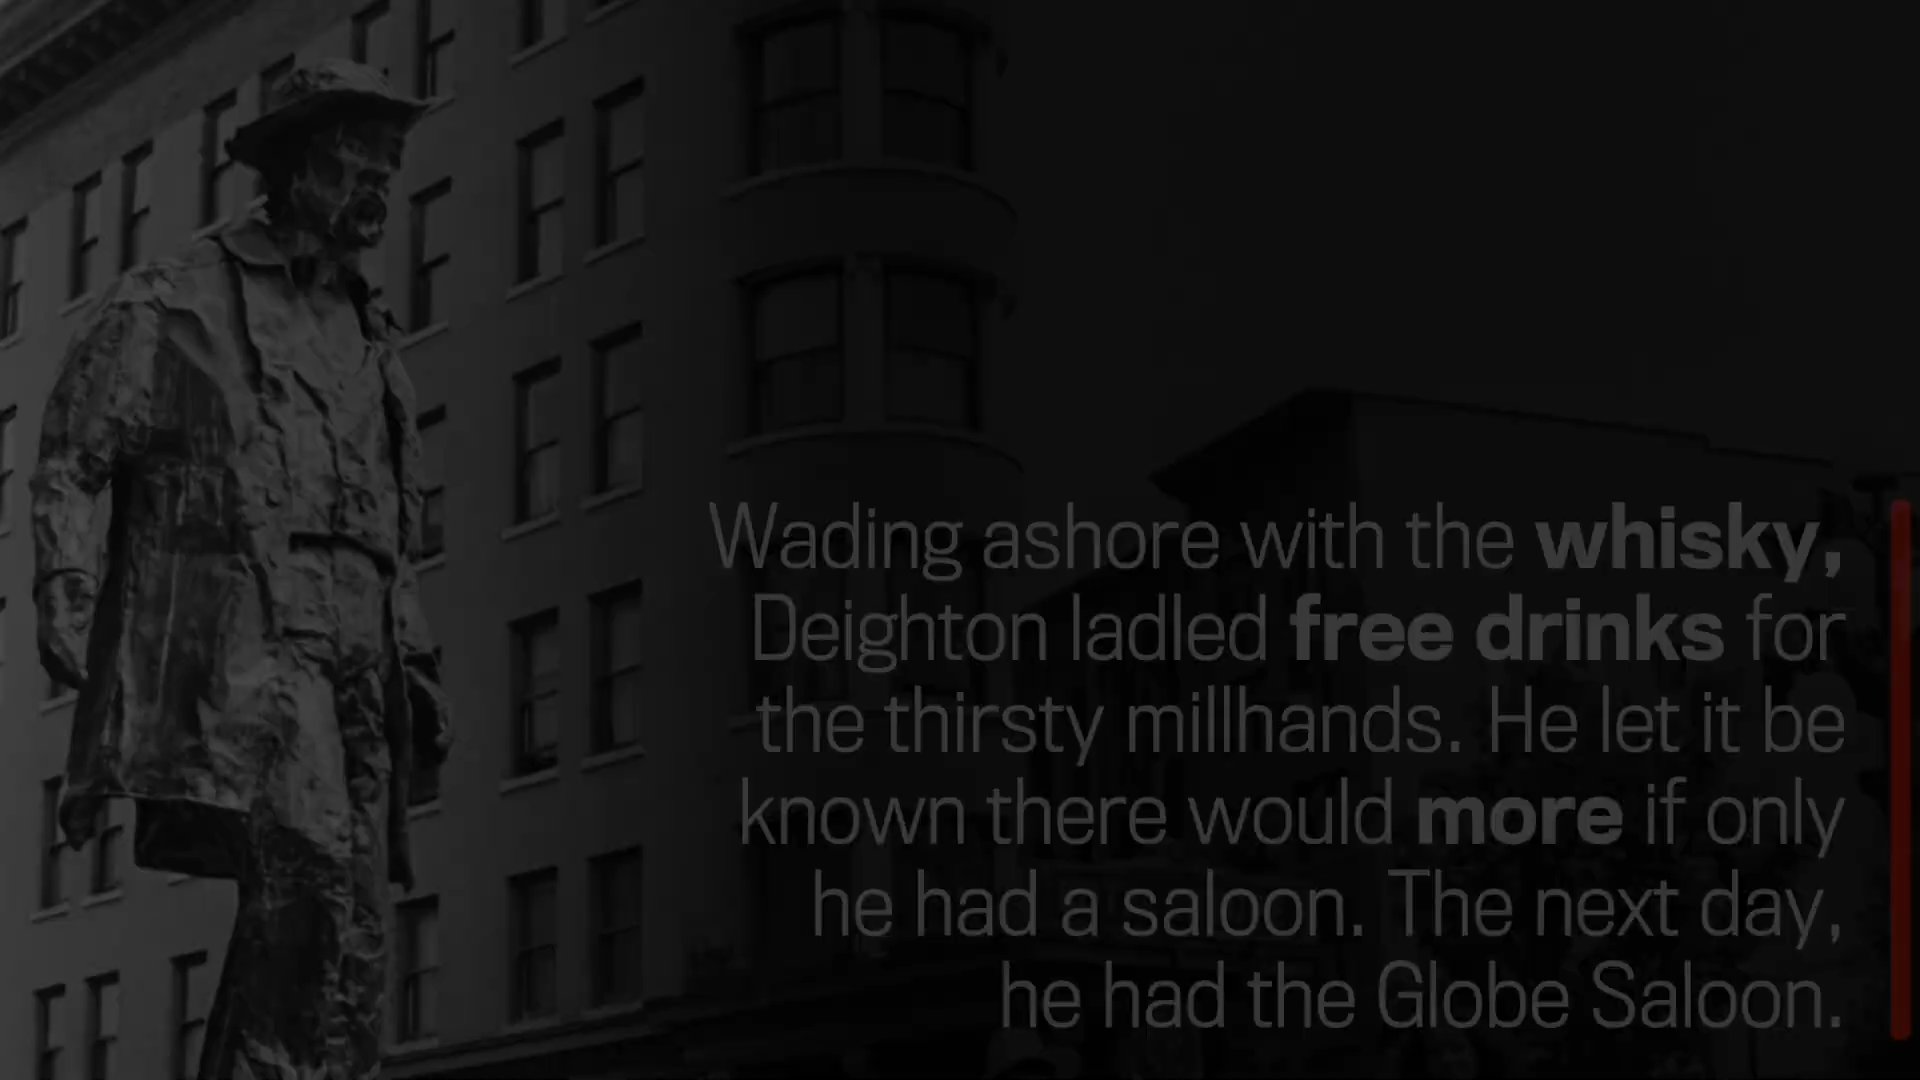 Wading ashore with the whisky,
Deighton ladled free drinks for
the thirsty millhands. He let it be
known there would more if only
he had a saloon. The next day,
he had the Globe Saloon.